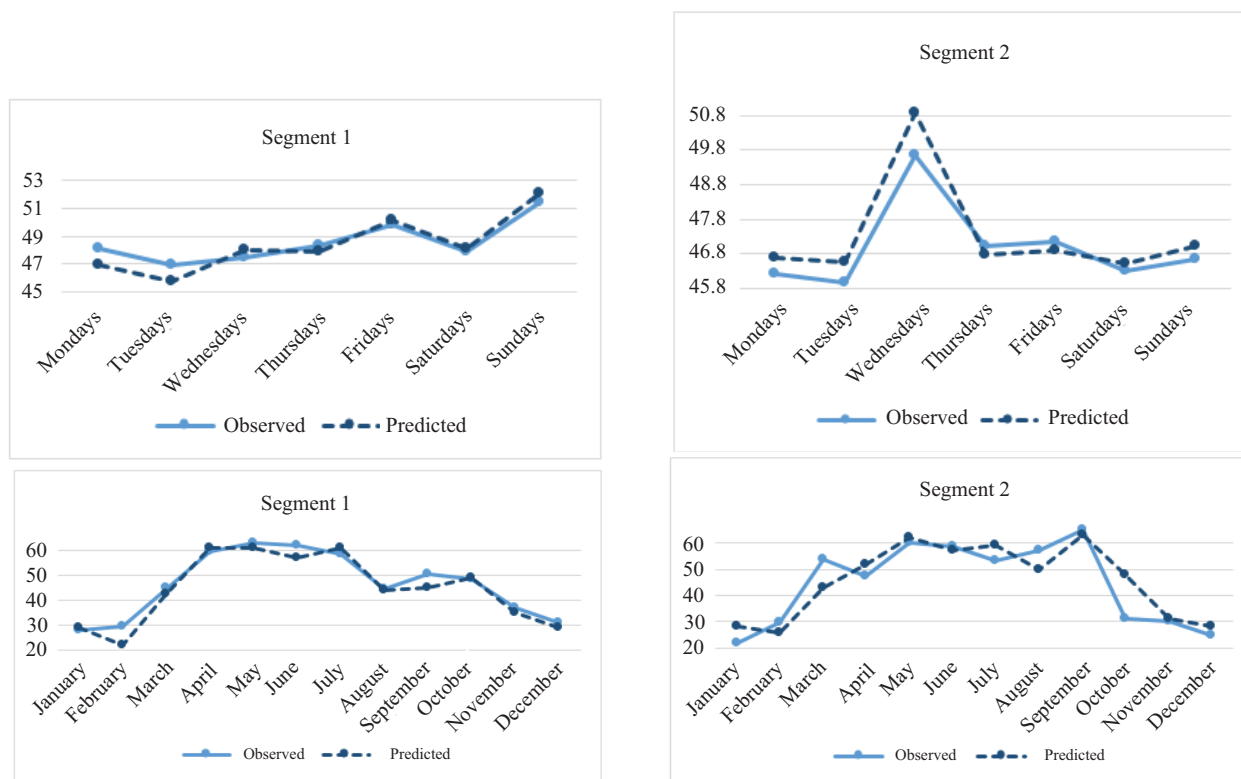 Segment 1
53
51
49
47
45
Mondays
Tuesdays
Wednesdays
Thursdays
Fridays
Saturdays
Sundays
Observed Predicted
Segment 2
50.8
49.8
48.8
47.8
46.8
45.8
Mondays
Tuesdays
Wednesdays
Thursdays
Fridays
Saturdays
Sundays
Observed Predicted
Segment 1
60
50
40
30
20
January
February
March
April
May
June
July
August
September
October
November
December
Observed Predicted
Segment 2
60
50
40
30
20
January
February
March
April
May
June
July
August
September
October
November
December
Observed Predicted